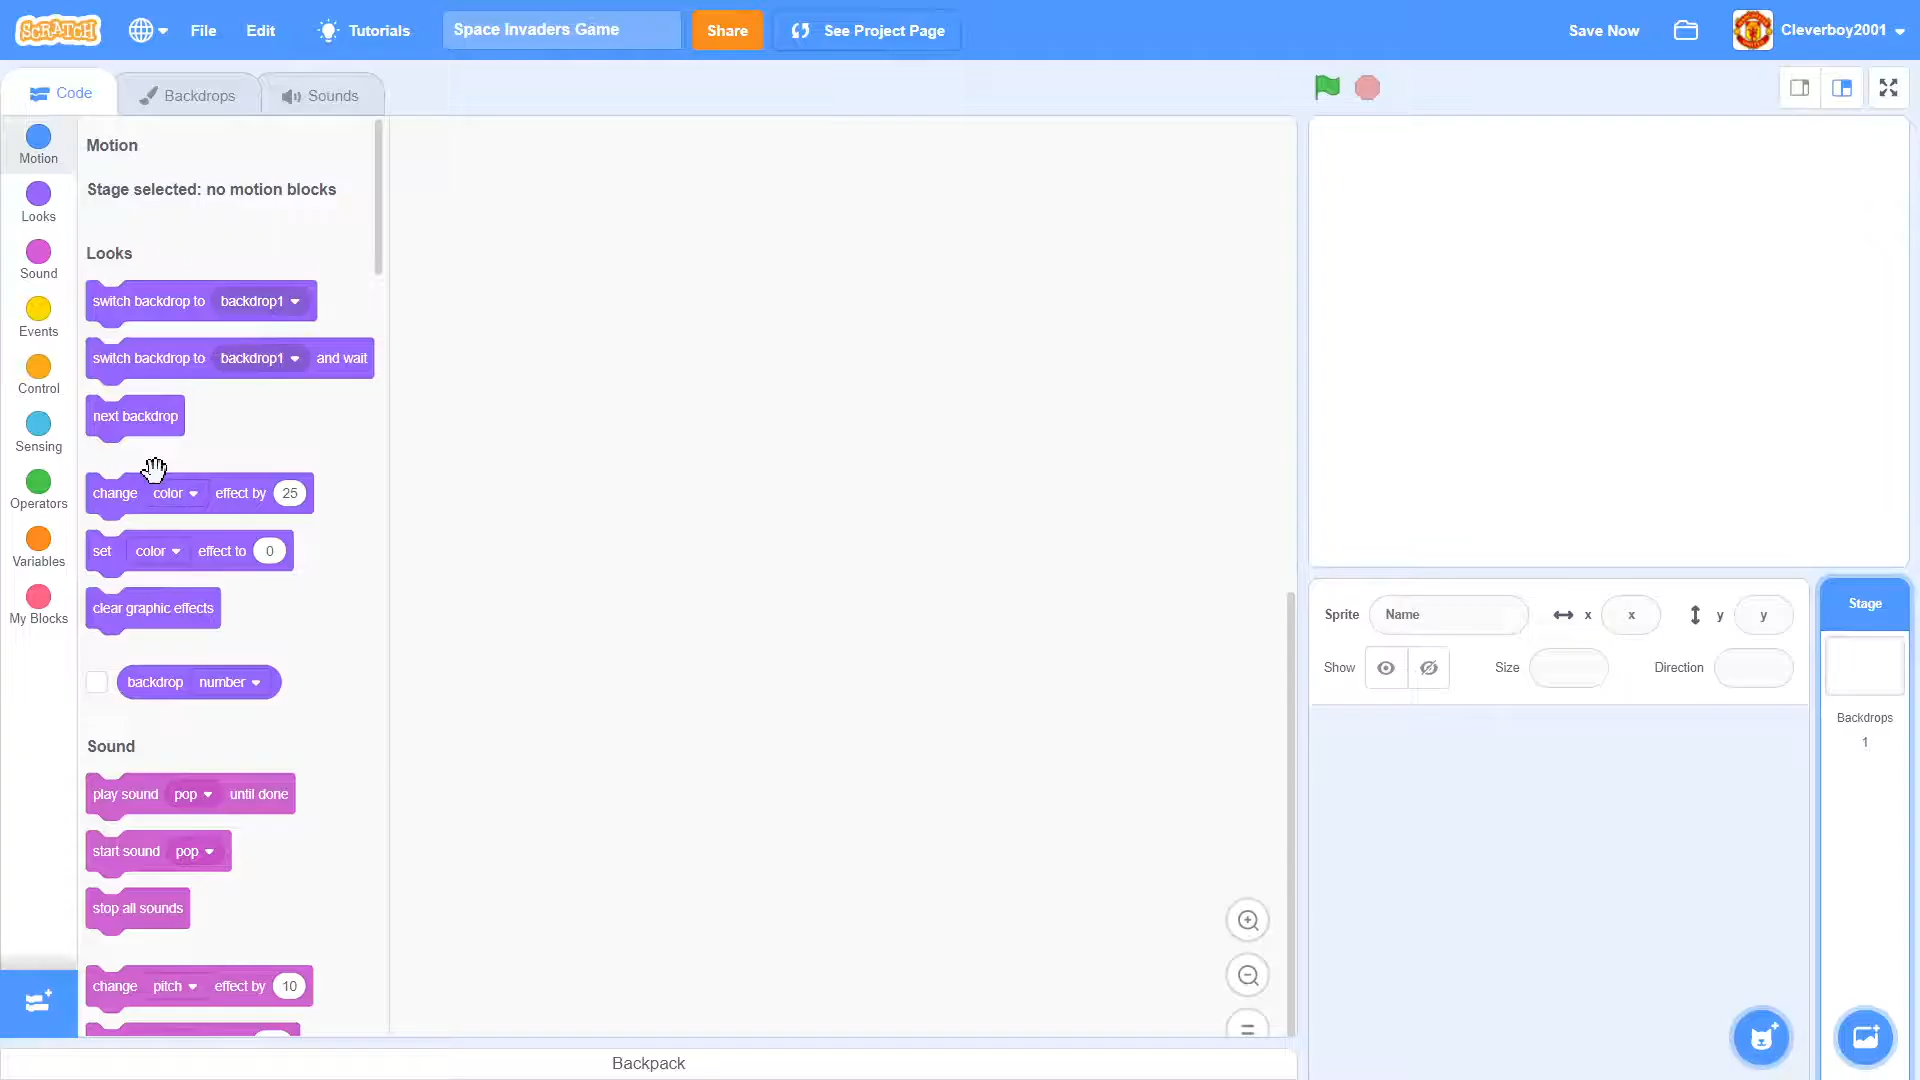 SCRATCH File Edit Tutorials Space Invaders Game Share See Project Page Save Now Cleverboy2001
Code Backdrops Sounds
Motion
Looks
Sound
Events
Control
Sensing
Operators
Variables
My Blocks
Motion
Stage selected: no motion blocks
Looks
switch backdrop to backdrop1
switch backdrop to backdrop1 and wait
next backdrop
change color effect by 25
set color effect to 0
clear graphic effects
backdrop number
Sound
play sound pop until done
start sound pop
stop all sounds
change pitch effect by 10
Sprite Name x x y y
Show Size Direction
Stage
Backdrops
1
Backpack